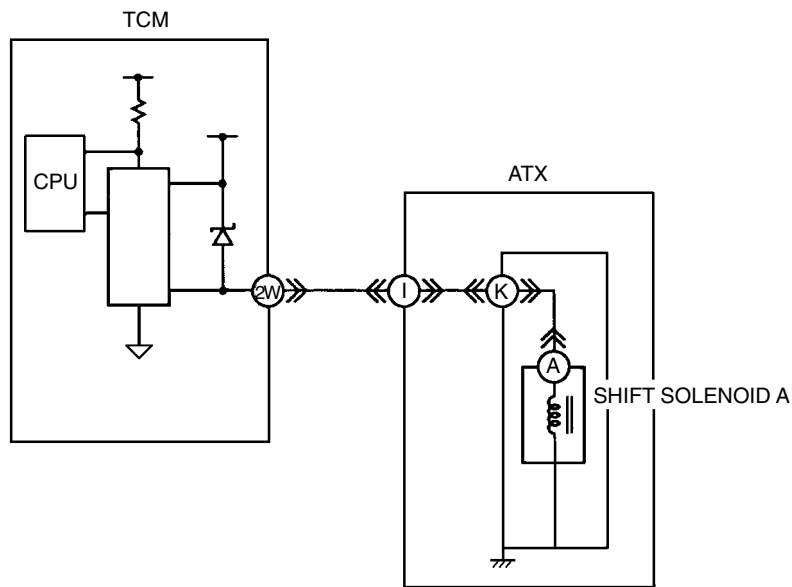 TCM
CPU
ATX
2W
I
K
A
SHIFT SOLENOID A